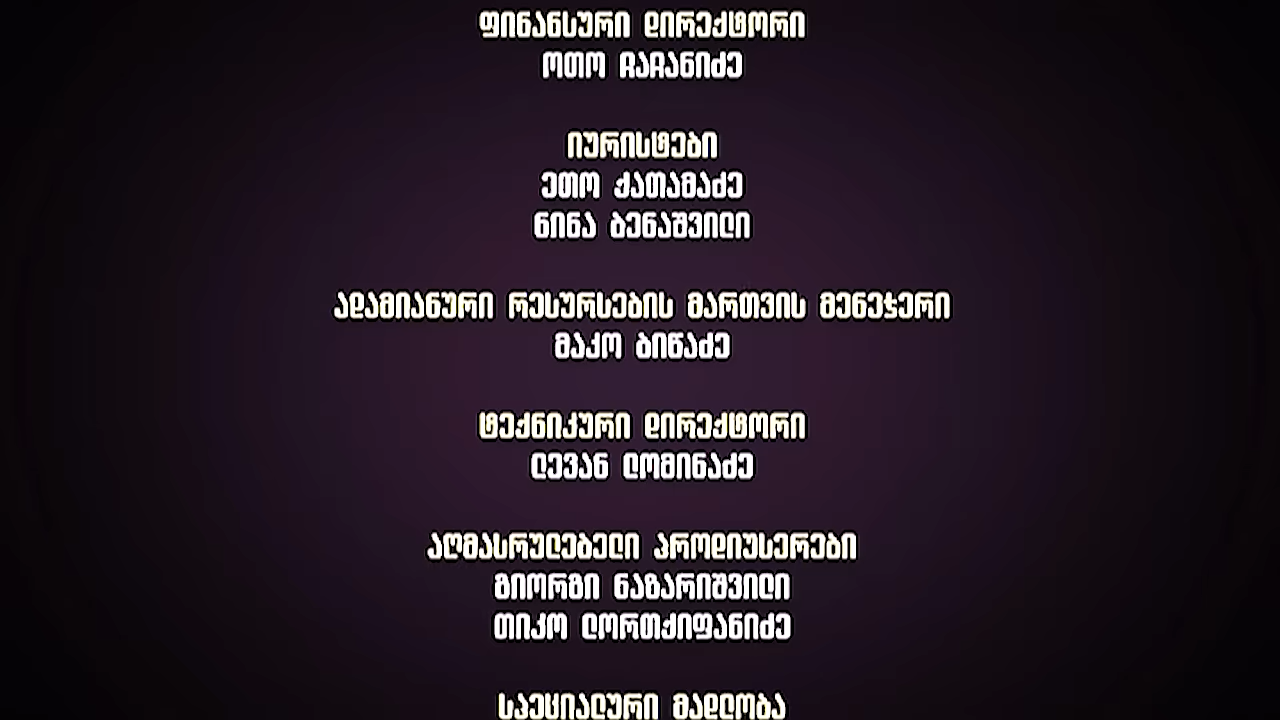 ფინანსური დირექტორი
ოთო ჩაჩანიძე
იურისტები
ეთო ქათამაძე
ნინა ბენაშვილი
ადამიანური რესურსების მართვის მენეჯერი
მაკო ბიწაძე
ტექნიკური დირექტორი
ლევან ლომინაძე
აღმასრულებელი პროდიუსერები
გიორგი ნაზარიშვილი
თიკო ლორთქიფანიძე
სპეციალური მადლობა